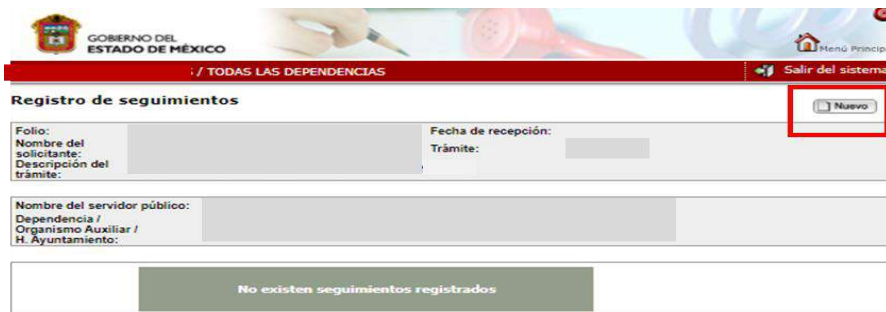 GOBIERNO DEL
ESTADO DE MÉXICO
Menú Princip
/ TODAS LAS DEPENDENCIAS
Salir del sistema
Registro de seguimientos
Nuevo
Folio:
Fecha de recepción:
Nombre del
solicitante:
Trámite:
Descripción del
trámite:
Nombre del servidor público:
Dependencia /
Organismo Auxiliar /
H. Ayuntamiento:
No existen seguimientos registrados